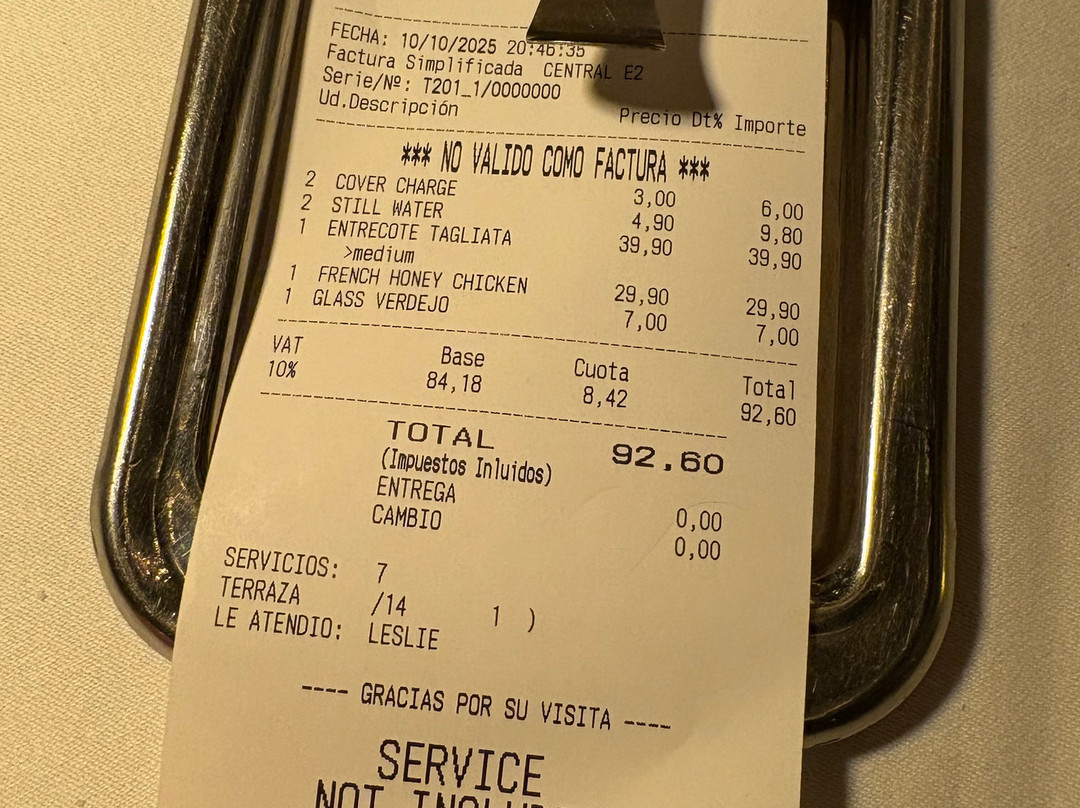 FECHA: 10/10/2025 20:46:35
Factura Simplificada CENTRAL E2
Serie/Nº: T201_1/0000000
Ud.Descripción Precio Dt% Importe
*** NO VALIDO COMO FACTURA ***
2 COVER CHARGE 3,00 6,00
2 STILL WATER 4,90 9,80
1 ENTRECOTE TAGLIATA 39,90 39,90
>medium
1 FRENCH HONEY CHICKEN 29,90 29,90
1 GLASS VERDEJO 7,00 7,00
VAT Base Cuota Total
10% 84,18 8,42 92,60
TOTAL 92,60
(Impuestos Inluidos)
ENTREGA 0,00
CAMBIO 0,00
SERVICIOS: 7
TERRAZA /14 1 )
LE ATENDIO: LESLIE
---- GRACIAS POR SU VISITA ----
SERVICE
NOT